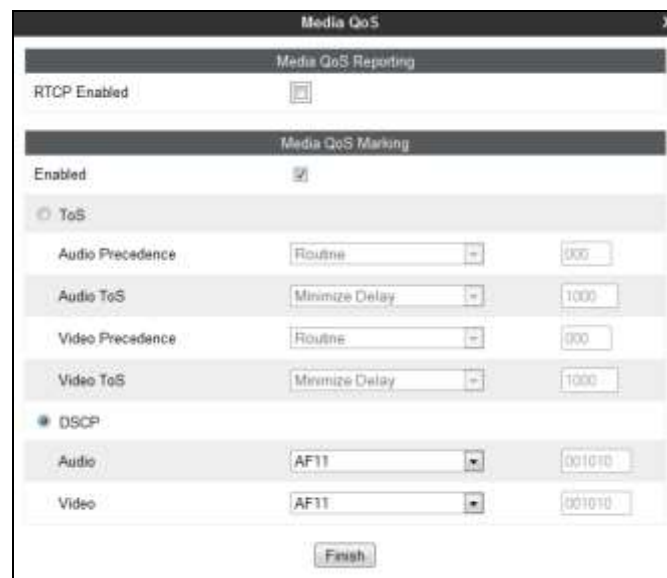 Media QoS X
Media QoS Reporting
RTCP Enabled
Media QoS Marking
Enabled
ToS
Audio Precedence Routine 000
Audio ToS Minimize Delay 1000
Video Precedence Routine 000
Video ToS Minimize Delay 1000
DSCP
Audio AF11 001010
Video AF11 001010
Finish